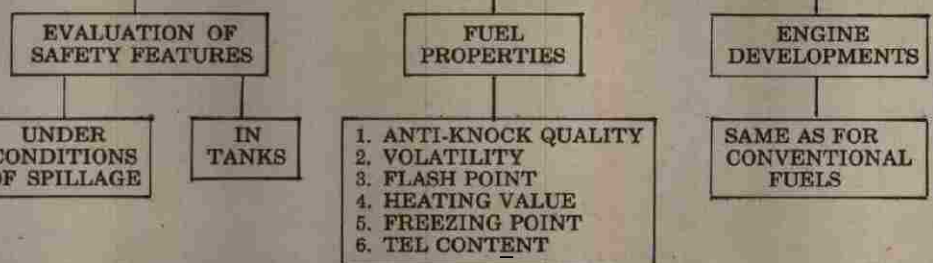 EVALUATION OF
SAFETY FEATURES
FUEL
PROPERTIES
ENGINE
DEVELOPMENTS
UNDER
CONDITIONS
OF SPILLAGE
IN
TANKS
1. ANTI-KNOCK QUALITY
2. VOLATILITY
3. FLASH POINT
4. HEATING VALUE
5. FREEZING POINT
6. TEL CONTENT
SAME AS FOR
CONVENTIONAL
FUELS